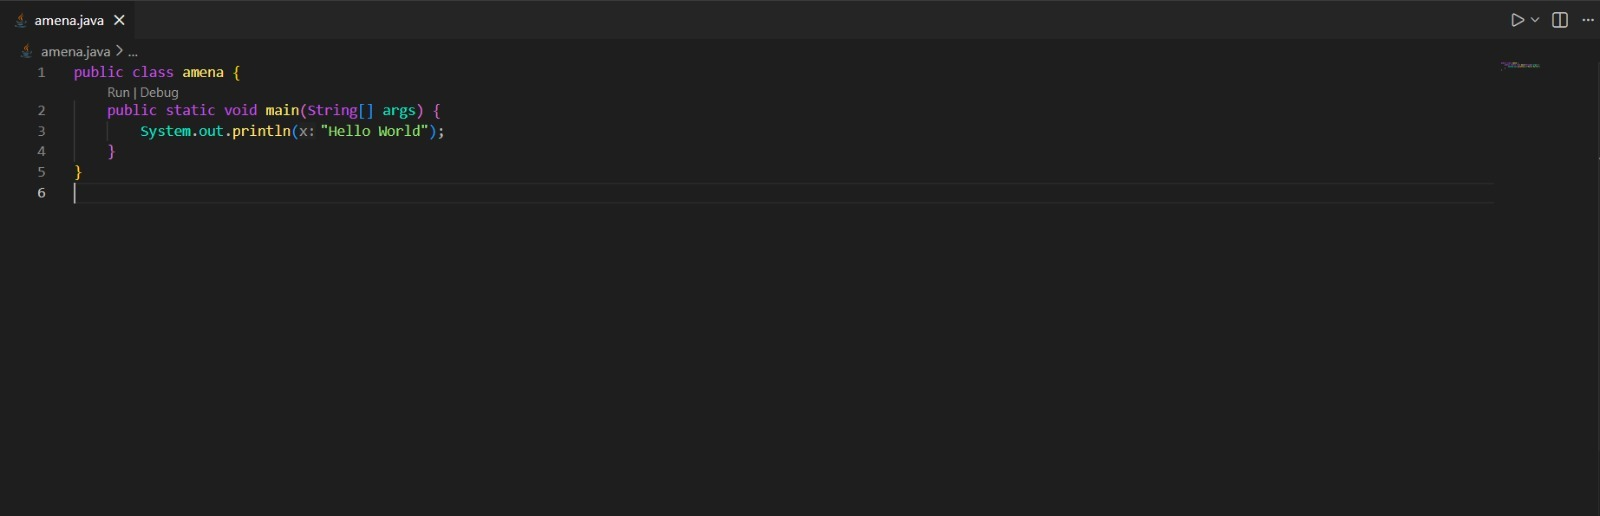 amena.java
amena.java > ...
1 public class amena {
Run | Debug
2     public static void main(String[] args) {
3         System.out.println(x: "Hello World");
4     }
5 }
6